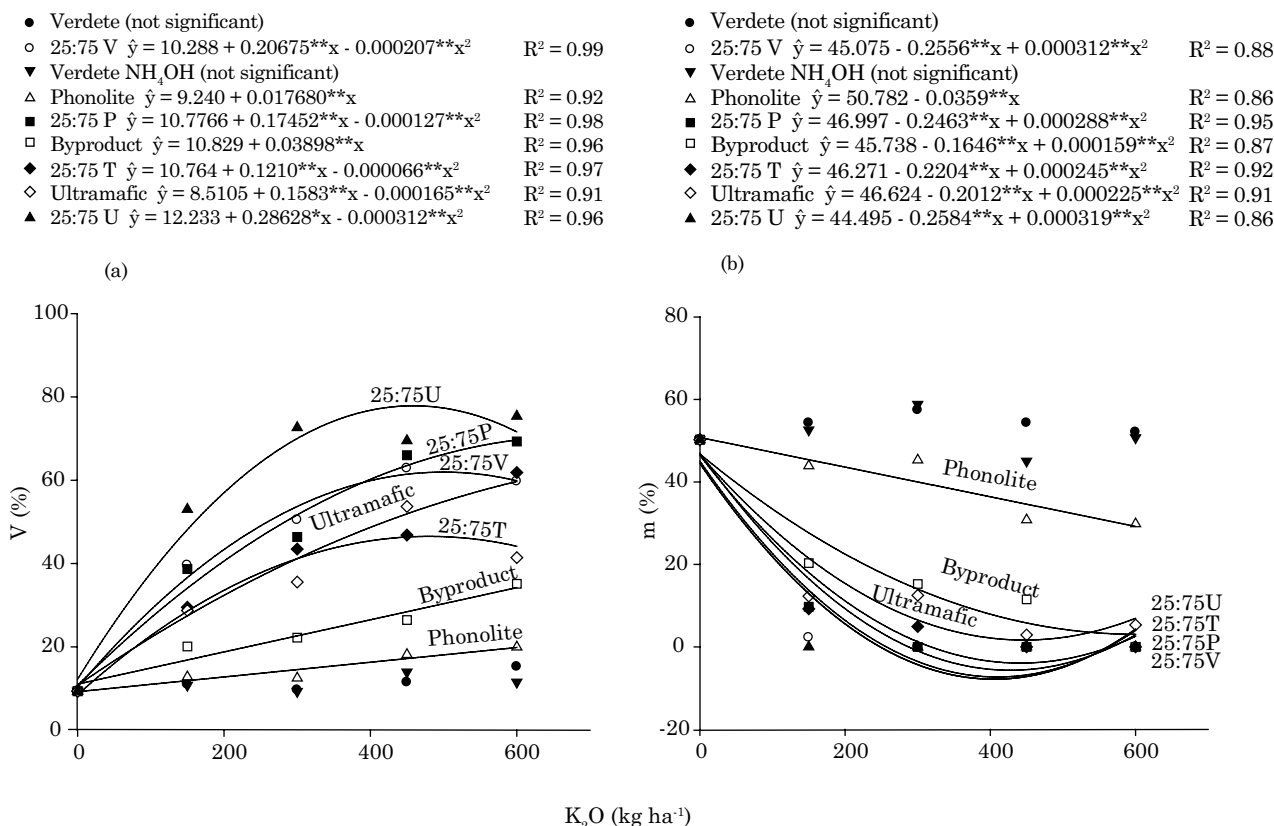 Verdete (not significant)
25:75 V ŷ = 10.288 + 0.20675**x - 0.000207**x² R² = 0.99
Verdete NH₄OH (not significant)
Phonolite ŷ = 9.240 + 0.017680**x R² = 0.92
25:75 P ŷ = 10.7766 + 0.17452**x - 0.000127**x² R² = 0.98
Byproduct ŷ = 10.829 + 0.03898**x R² = 0.96
25:75 T ŷ = 10.764 + 0.1210**x - 0.000066**x² R² = 0.97
Ultramafic ŷ = 8.5105 + 0.1583**x - 0.000165**x² R² = 0.91
25:75 U ŷ = 12.233 + 0.28628*x - 0.000312**x² R² = 0.96
(a)
Verdete (not significant)
25:75 V ŷ = 45.075 - 0.2556**x + 0.000312**x² R² = 0.88
Verdete NH₄OH (not significant)
Phonolite ŷ = 50.782 - 0.0359**x R² = 0.86
25:75 P ŷ = 46.997 - 0.2463**x + 0.000288**x² R² = 0.95
Byproduct ŷ = 45.738 - 0.1646**x + 0.000159**x² R² = 0.87
25:75 T ŷ = 46.271 - 0.2204**x + 0.000245**x² R² = 0.92
Ultramafic ŷ = 46.624 - 0.2012**x + 0.000225**x² R² = 0.91
25:75 U ŷ = 44.495 - 0.2584**x + 0.000319**x² R² = 0.86
(b)
100
80
60
40
20
0
V (%)
25:75U
25:75P
25:75V
Ultramafic
25:75T
Byproduct
Phonolite
0 200 400 600
80
60
40
20
0
-20
m (%)
Phonolite
Byproduct
Ultramafic
25:75U
25:75T
25:75P
25:75V
0 200 400 600
K₂O (kg ha⁻¹)